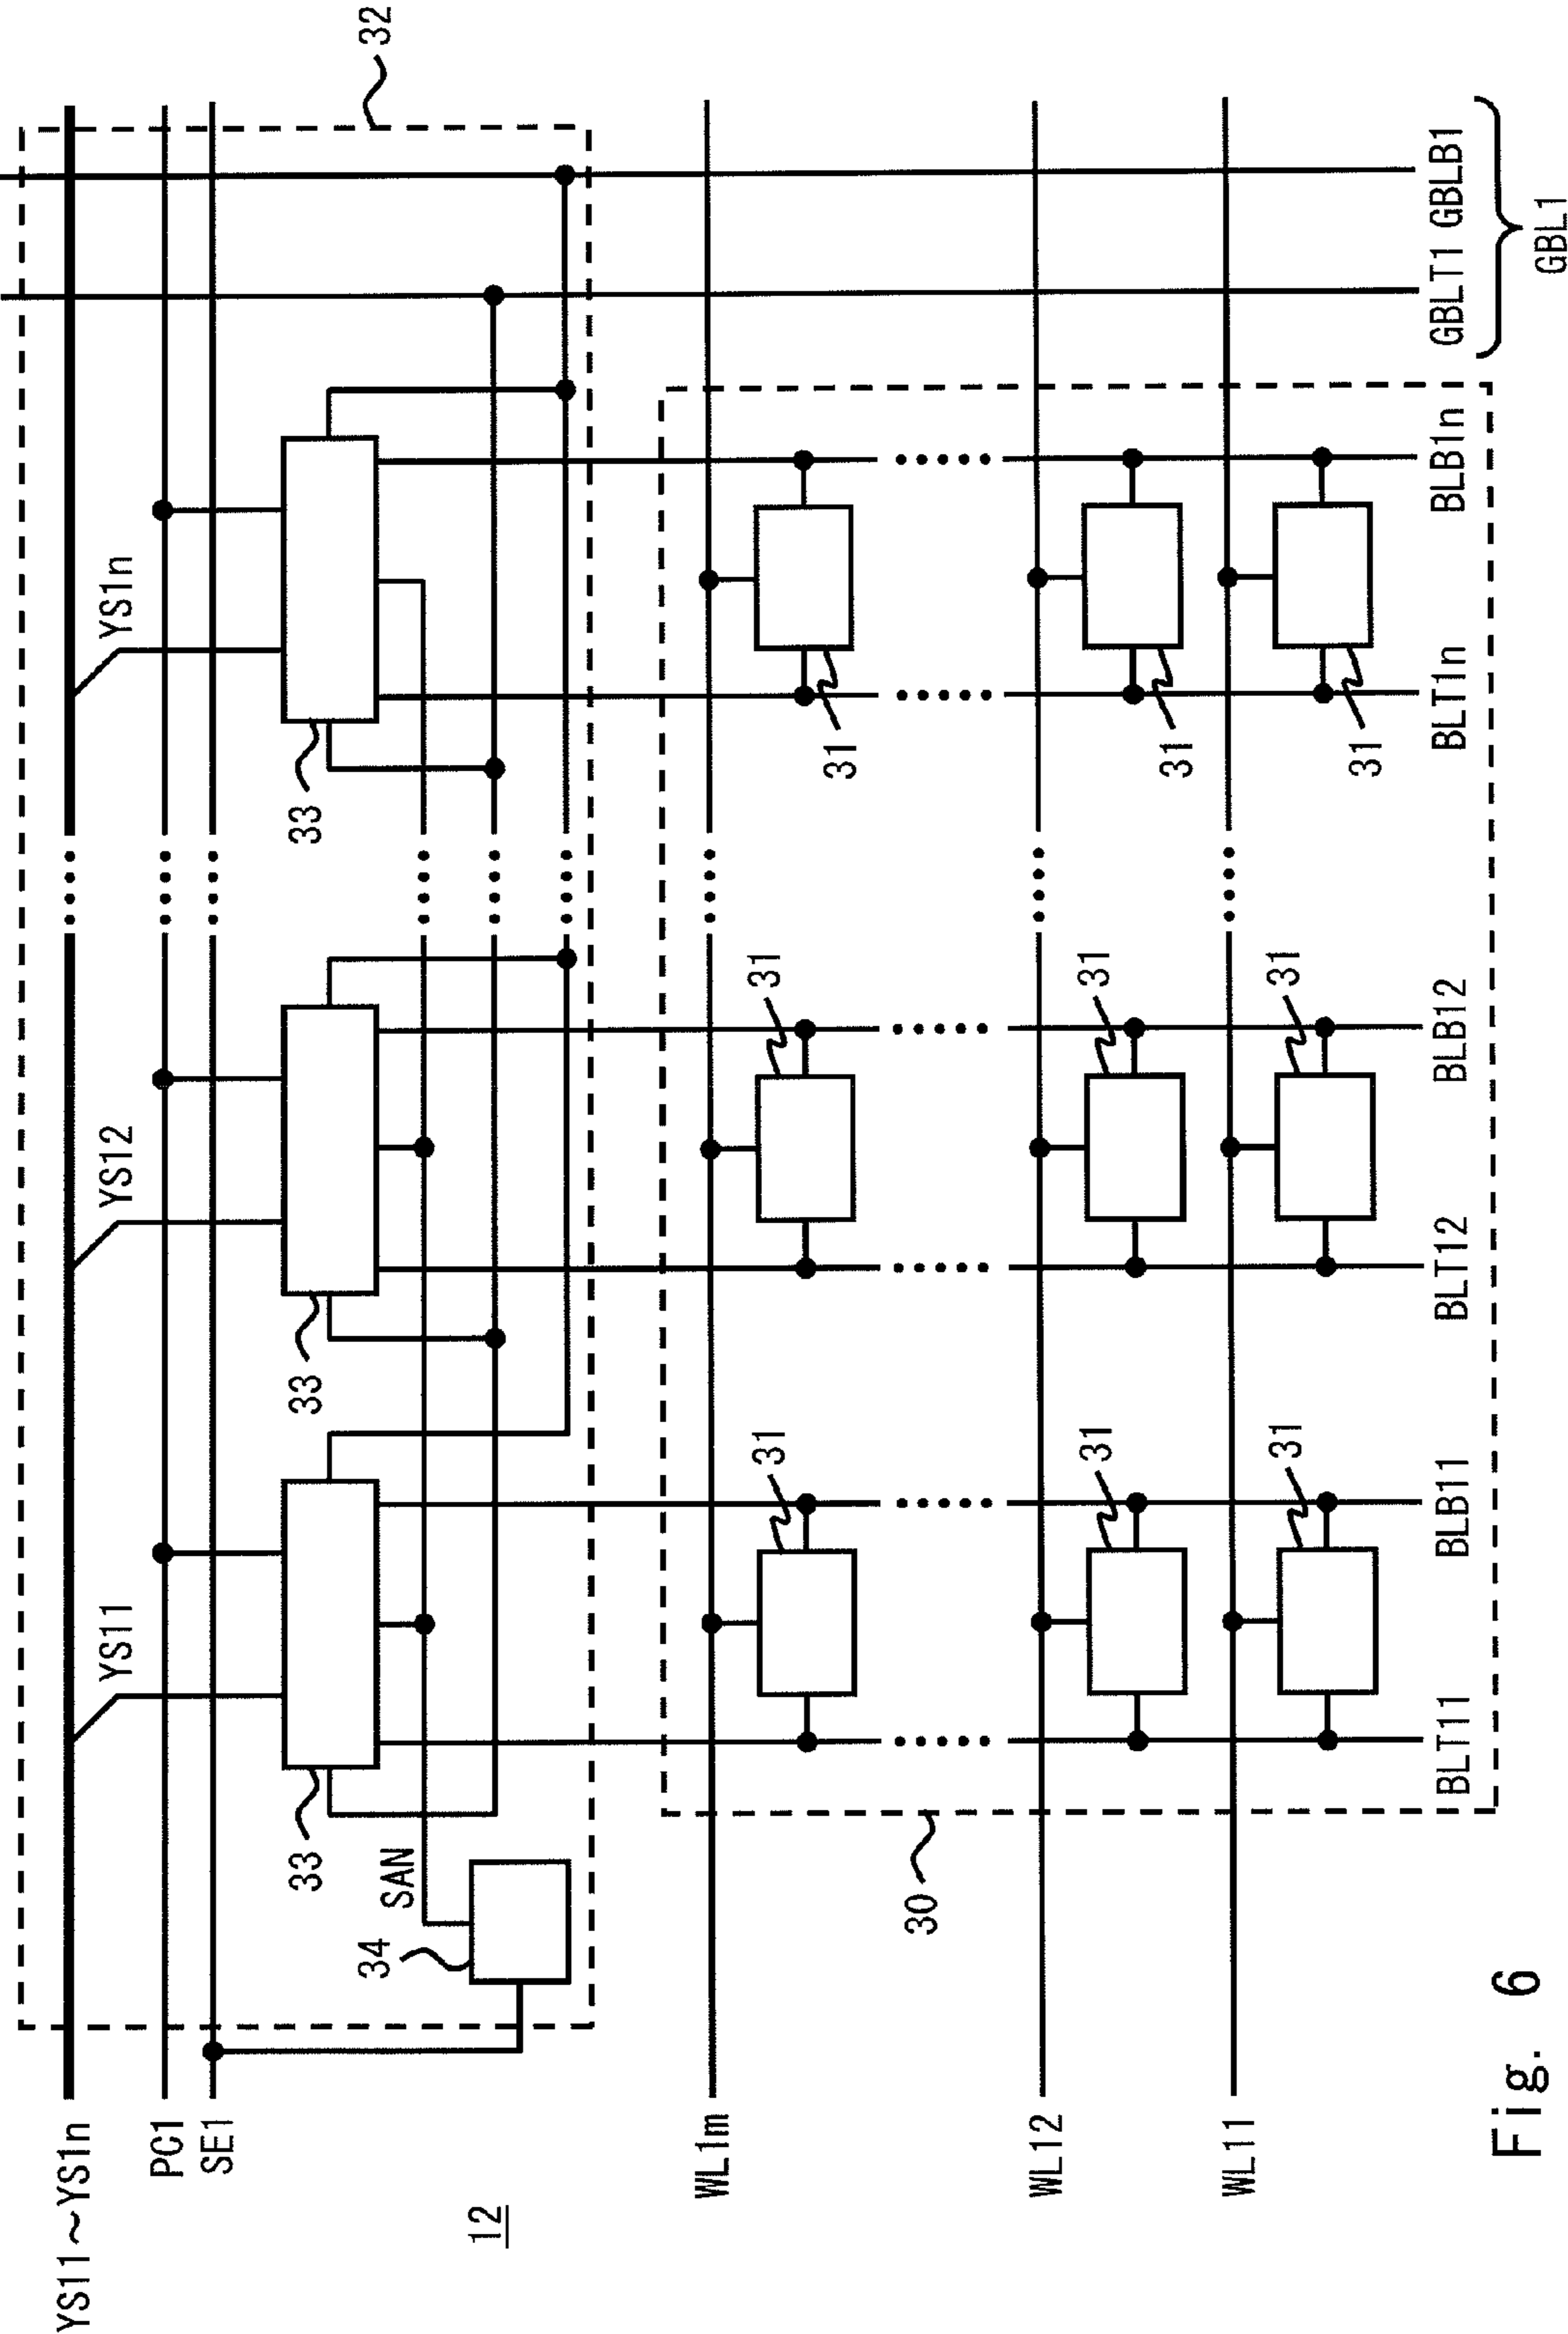 YS11~YS1n
PC1
SE1
12
32
YS11
YS12
YS1n
33
33
33
34
SAN
WL1m
31
31
31
30
WL12
31
31
31
WL11
31
31
31
BLT11
BLB11
BLT12
BLB12
BLT1n
BLB1n
GBLT1
GBLB1
GBL1
Fig. 6